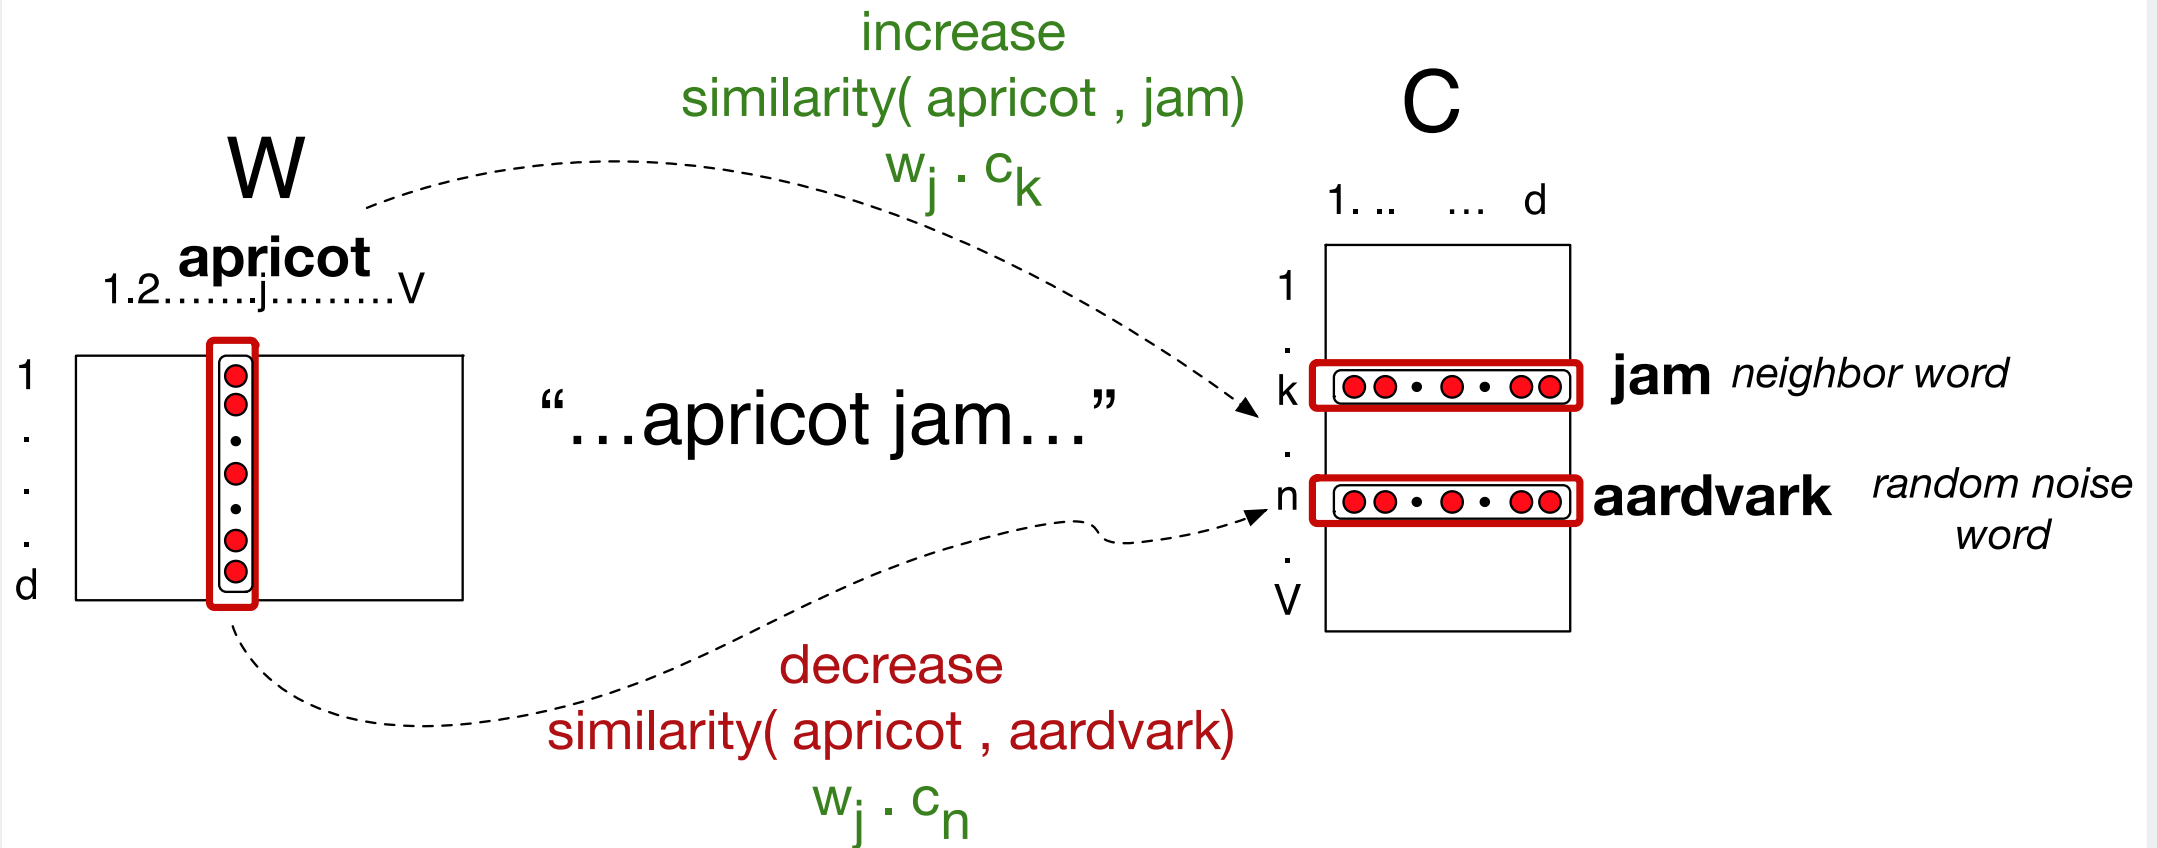 increase
similarity( apricot , jam)
wj . ck
W
apricot
1.2.......j.........V
1
.
.
.
d
“...apricot jam...”
C
1. .. ... d
1
.
k
.
n
.
V
jam neighbor word
aardvark random noise
word
decrease
similarity( apricot , aardvark)
wj . cn